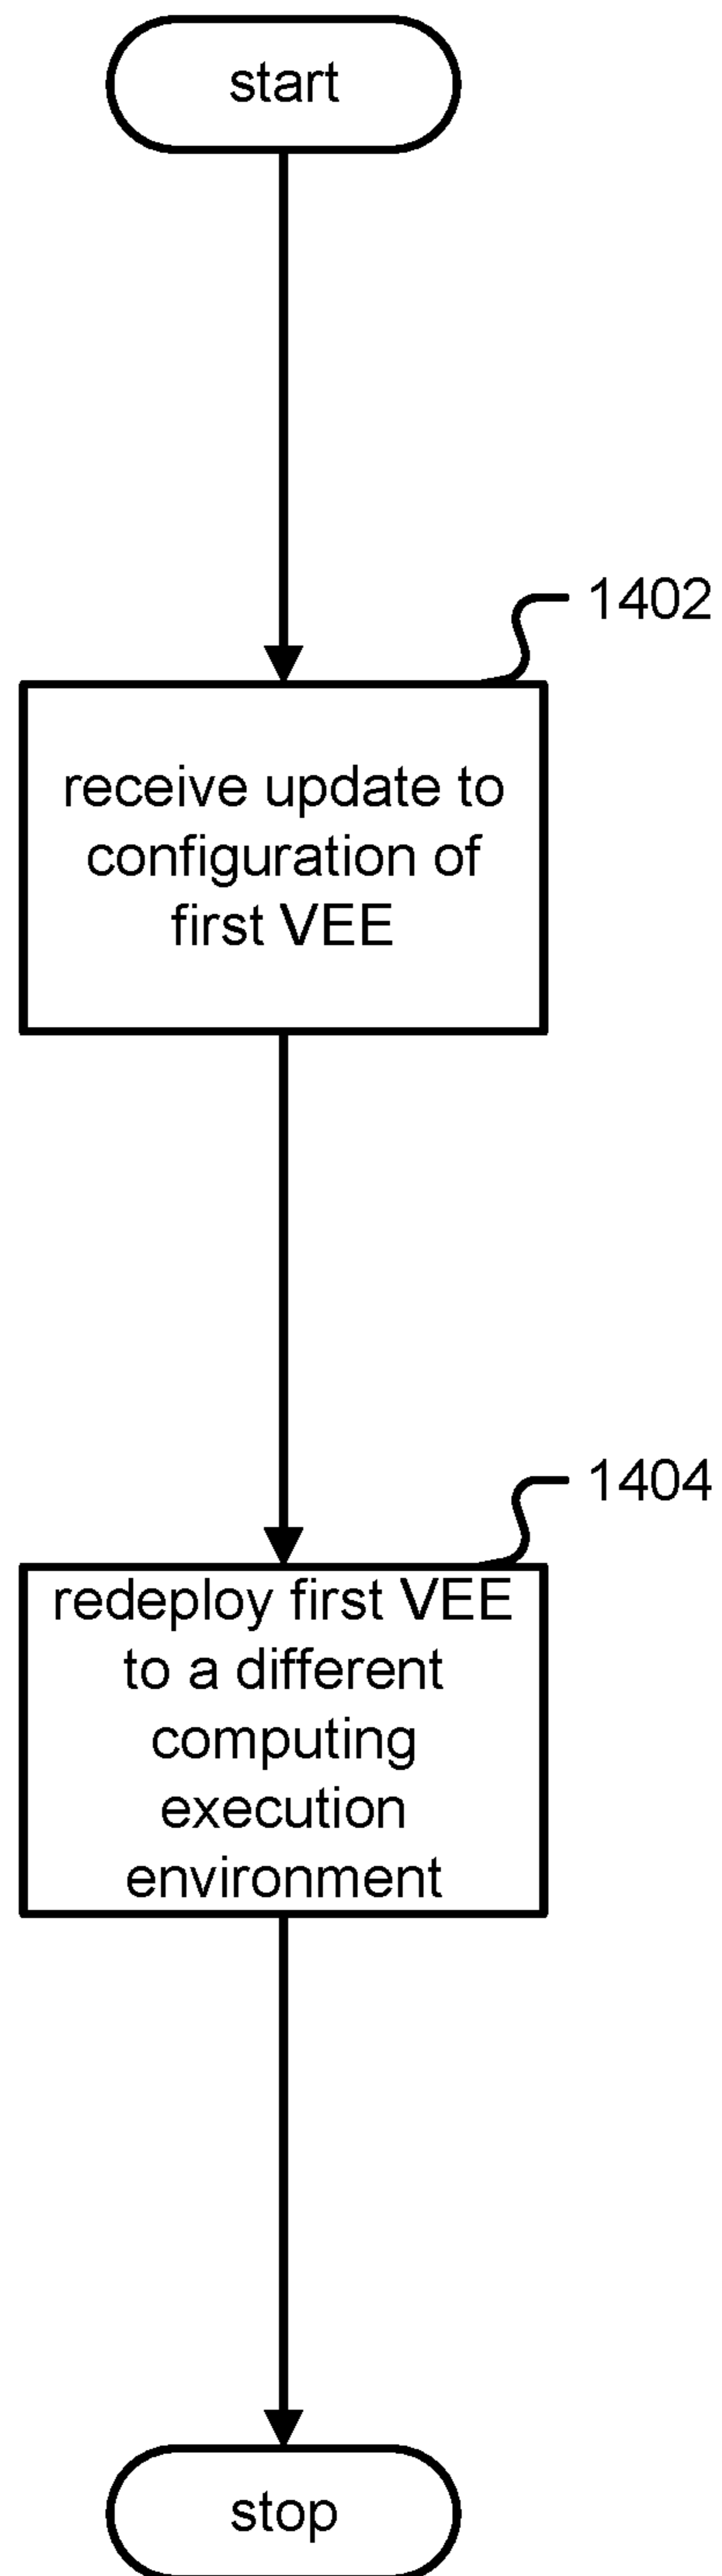 start
1402
receive update to
configuration of
first VEE
1404
redeploy first VEE
to a different
computing
execution
environment
stop